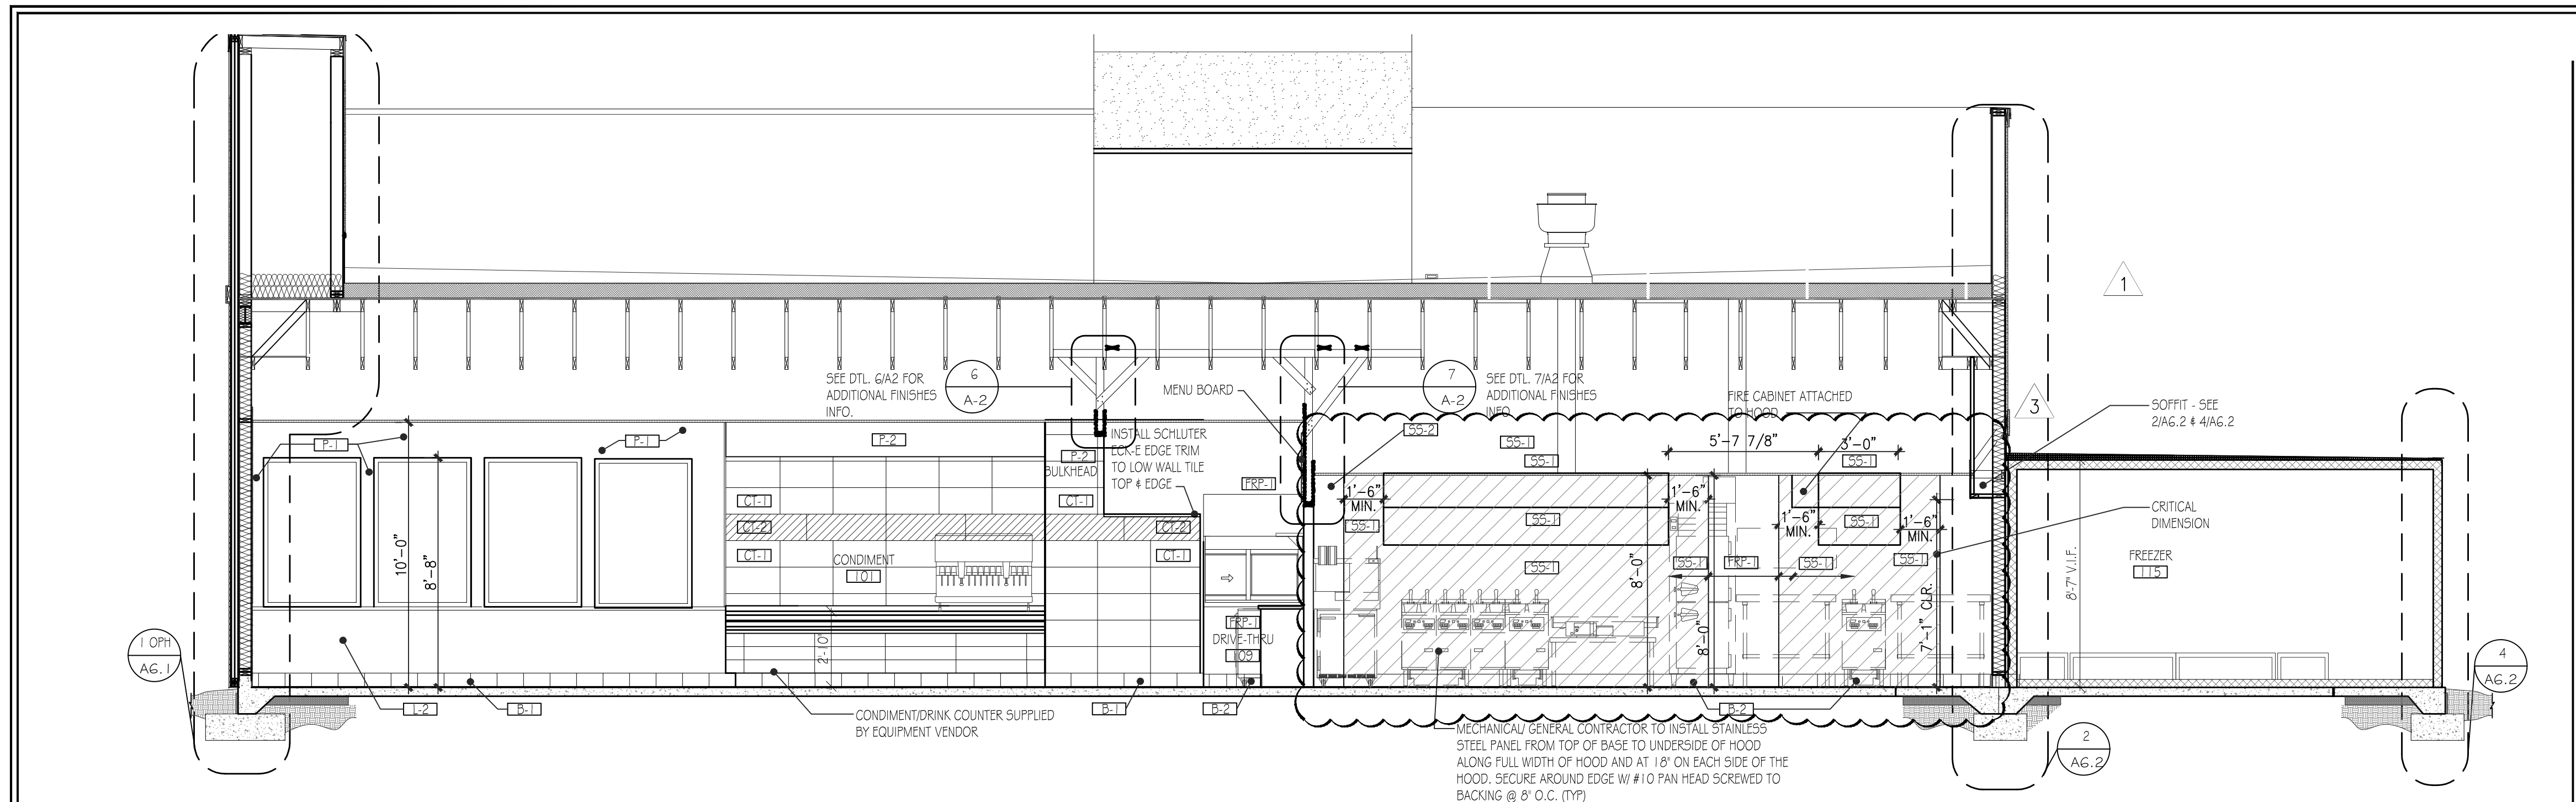 1
3
SEE DTL. 6/A2 FOR
ADDITIONAL FINISHES
INFO.
6
A-2
MENU BOARD
7
A-2
SEE DTL. 7/A2 FOR
ADDITIONAL FINISHES
INFO.
FIRE CABINET ATTACHED
TO HOOD
SOFFIT - SEE
2/A6.2 & 4/A6.2
P-1
P-1
P-2
P-2
BULKHEAD
INSTALL SCHLUTER
ECK-E EDGE TRIM
TO LOW WALL TILE
TOP & EDGE
SS-2
SS-1
SS-1
5'-7 7/8"
3'-0"
SS-1
FRP-1
CT-1
CT-1
CT-2
CT-2
CT-1
CT-1
1'-6"
MIN.
SS-1
SS-1
1'-6"
MIN.
1'-6"
MIN.
SS-1
1'-6"
MIN.
CRITICAL
DIMENSION
10'-0"
8'-8"
CONDIMENT
101
SS-1
8'-0"
SS-1
FRP-1
SS-1
SS-1
8'-7" V.I.F.
FREEZER
115
2'-10"
FRP-1
DRIVE-THRU
109
8'-0"
7'-1" CLR.
1 OPH
A6.1
4
A6.2
L-2
B-1
CONDIMENT/DRINK COUNTER SUPPLIED
BY EQUIPMENT VENDOR
B-1
B-2
B-2
MECHANICAL/ GENERAL CONTRACTOR TO INSTALL STAINLESS
STEEL PANEL FROM TOP OF BASE TO UNDERSIDE OF HOOD
ALONG FULL WIDTH OF HOOD AND AT 18" ON EACH SIDE OF THE
HOOD. SECURE AROUND EDGE W/ #10 PAN HEAD SCREWED TO
BACKING @ 8" O.C. (TYP)
2
A6.2